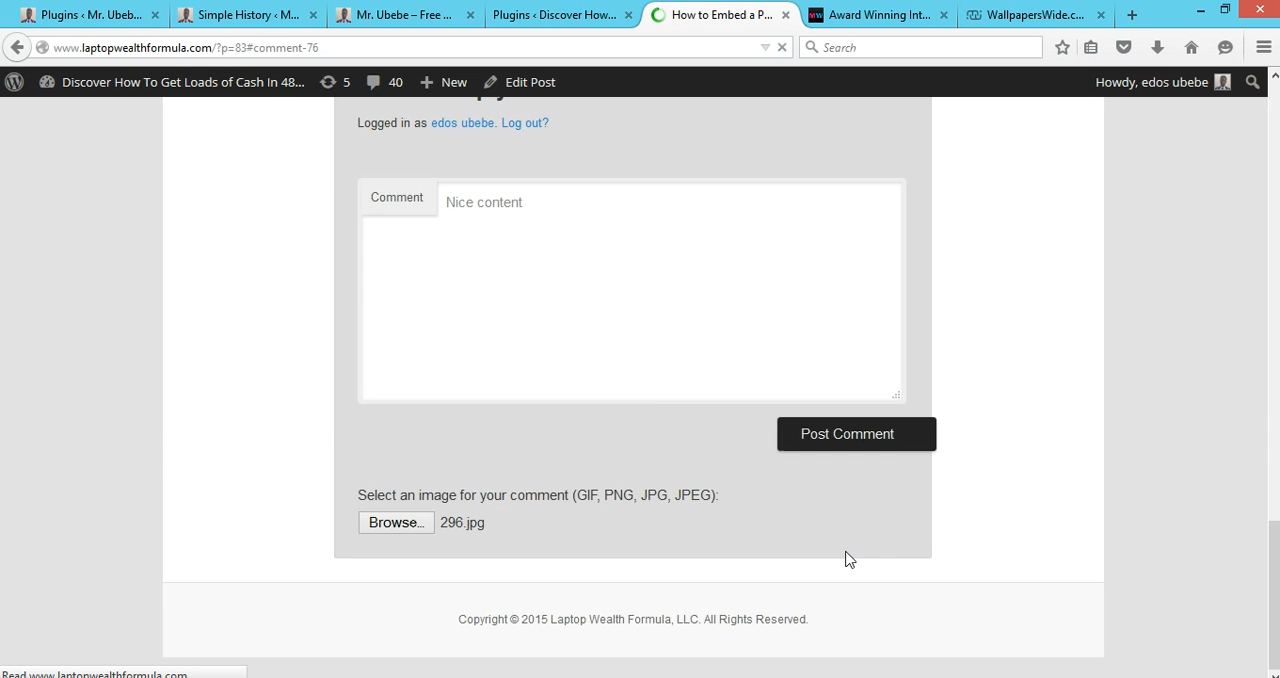 Plugins ‹ Mr. Ubeb... × Simple History ‹ M... × Mr. Ubebe – Free ... × Plugins ‹ Discover How... × How to Embed a P... × Award Winning Int... × WallpapersWide.c... ×
www.laptopwealthformula.com/?p=83#comment-76 Search
Discover How To Get Loads of Cash In 48... 5 40 New Edit Post Howdy, edos ubebe
Logged in as edos ubebe. Log out?
Comment Nice content
Post Comment
Select an image for your comment (GIF, PNG, JPG, JPEG):
Browse... 296.jpg
Copyright © 2015 Laptop Wealth Formula, LLC. All Rights Reserved.
Read www.laptopwealthformula.com